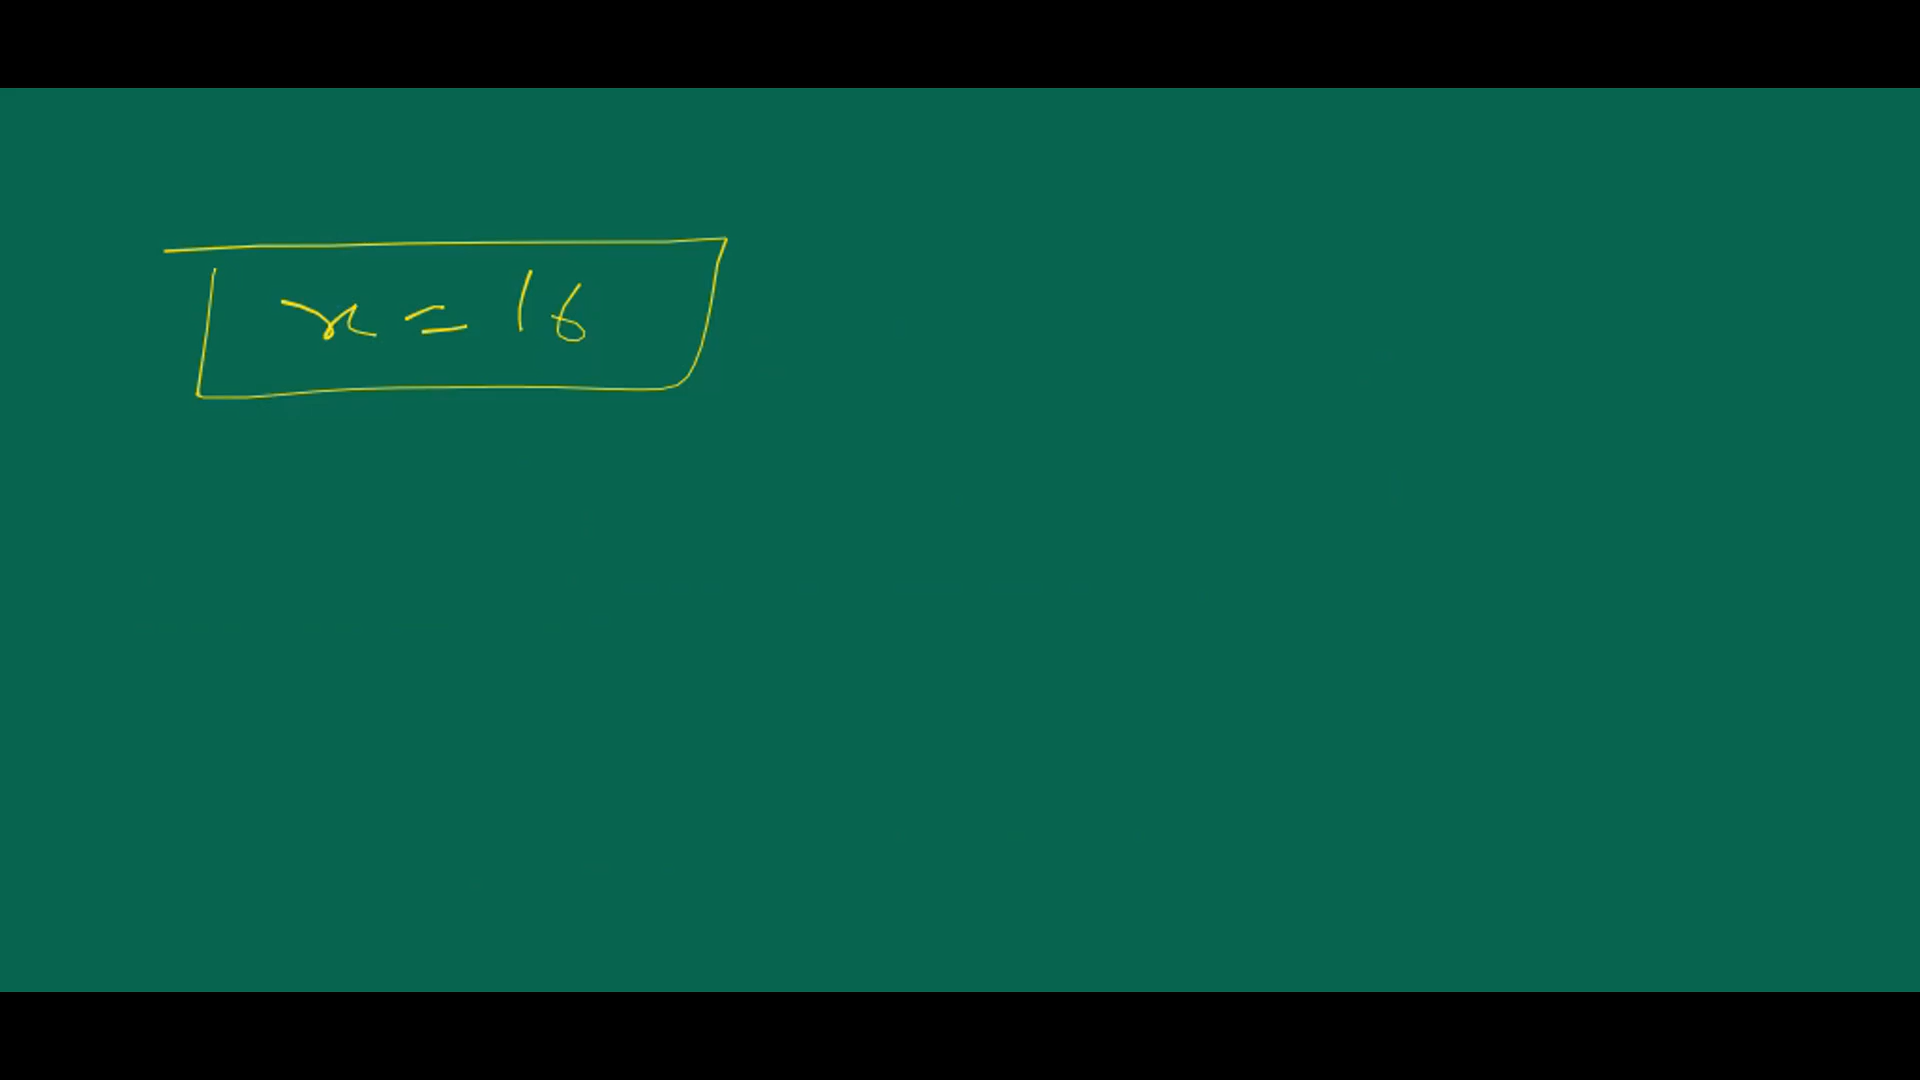 x = 16